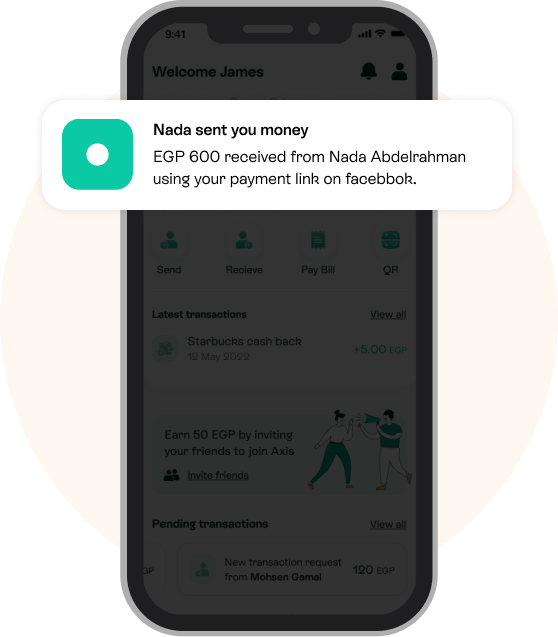 9:41
Welcome James
Nada sent you money
EGP 600 received from Nada Abdelrahman
using your payment link on facebbok.
Send
Recieve
Pay Bill
QR
Latest transactions
View all
Starbucks cash back
12 May 2022
+5.00 EGP
Earn 50 EGP by inviting
your friends to join Axis
Invite friends
Pending transactions
View all
GP
New transaction request
from Mohsen Gamal
120 EGP